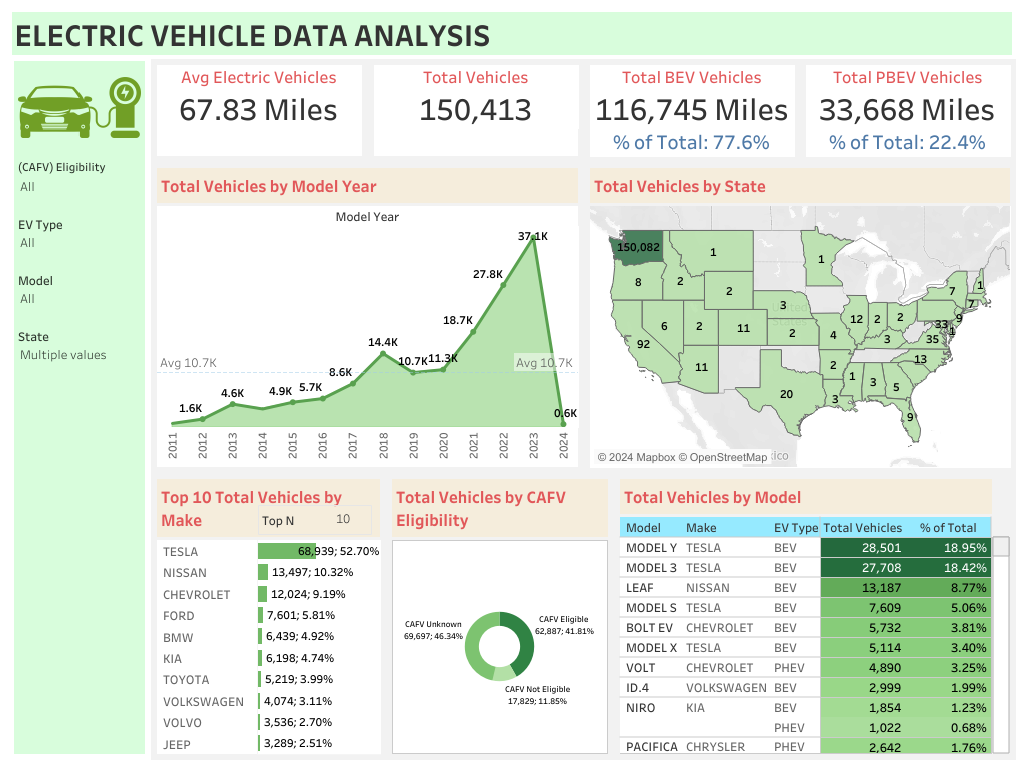 ELECTRIC VEHICLE DATA ANALYSIS
(CAFV) Eligibility
All
EV Type
All
Model
All
State
Multiple values
Avg Electric Vehicles
67.83 Miles
Total Vehicles
150,413
Total BEV Vehicles
116,745 Miles
% of Total: 77.6%
Total PBEV Vehicles
33,668 Miles
% of Total: 22.4%
Total Vehicles by Model Year
Model Year
37.1K
27.8K
18.7K
14.4K
10.7K
11.3K
8.6K
5.7K
4.9K
4.6K
1.6K
0.6K
Avg 10.7K
Avg 10.7K
2011
2012
2013
2014
2015
2016
2017
2018
2019
2020
2021
2022
2023
2024
Total Vehicles by State
150,082
1
1
8
2
2
7
1
7
3
12
2
2
9
33
1
6
2
11
2
4
3
35
92
13
11
2
1
3
5
20
3
9
United
States
© 2024 Mapbox © OpenStreetMap
ico
Top 10 Total Vehicles by
Make
Top N
10
TESLA 68,939; 52.70%
NISSAN 13,497; 10.32%
CHEVROLET 12,024; 9.19%
FORD 7,601; 5.81%
BMW 6,439; 4.92%
KIA 6,198; 4.74%
TOYOTA 5,219; 3.99%
VOLKSWAGEN 4,074; 3.11%
VOLVO 3,536; 2.70%
JEEP 3,289; 2.51%
Total Vehicles by CAFV
Eligibility
CAFV Unknown
69,697; 46.34%
CAFV Eligible
62,887; 41.81%
CAFV Not Eligible
17,829; 11.85%
Total Vehicles by Model
Model Make EV Type Total Vehicles % of Total
MODEL Y TESLA BEV 28,501 18.95%
MODEL 3 TESLA BEV 27,708 18.42%
LEAF NISSAN BEV 13,187 8.77%
MODEL S TESLA BEV 7,609 5.06%
BOLT EV CHEVROLET BEV 5,732 3.81%
MODEL X TESLA BEV 5,114 3.40%
VOLT CHEVROLET PHEV 4,890 3.25%
ID.4 VOLKSWAGEN BEV 2,999 1.99%
NIRO KIA BEV 1,854 1.23%
PHEV 1,022 0.68%
PACIFICA CHRYSLER PHEV 2,642 1.76%